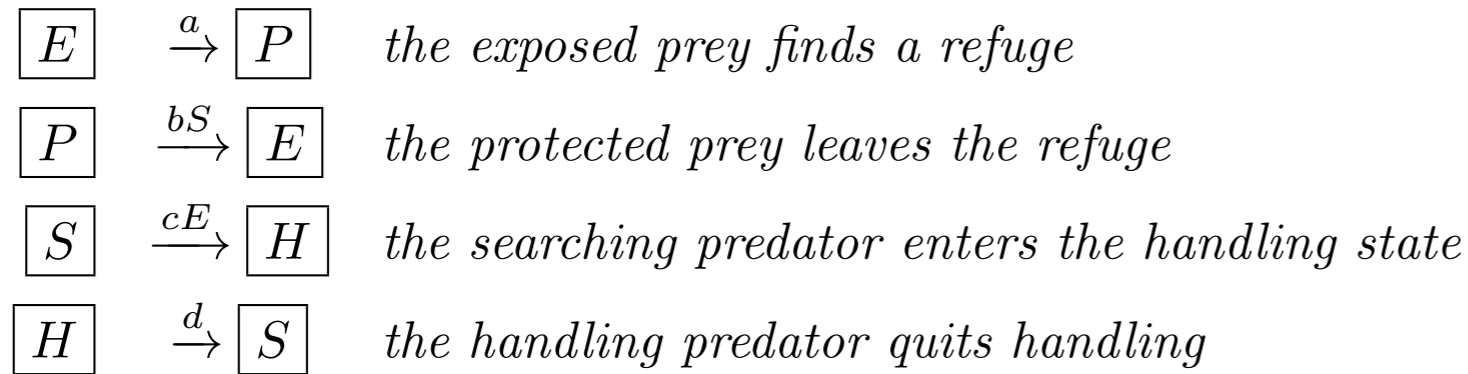 E a → P the exposed prey finds a refuge
P bS → E the protected prey leaves the refuge
S cE → H the searching predator enters the handling state
H d → S the handling predator quits handling